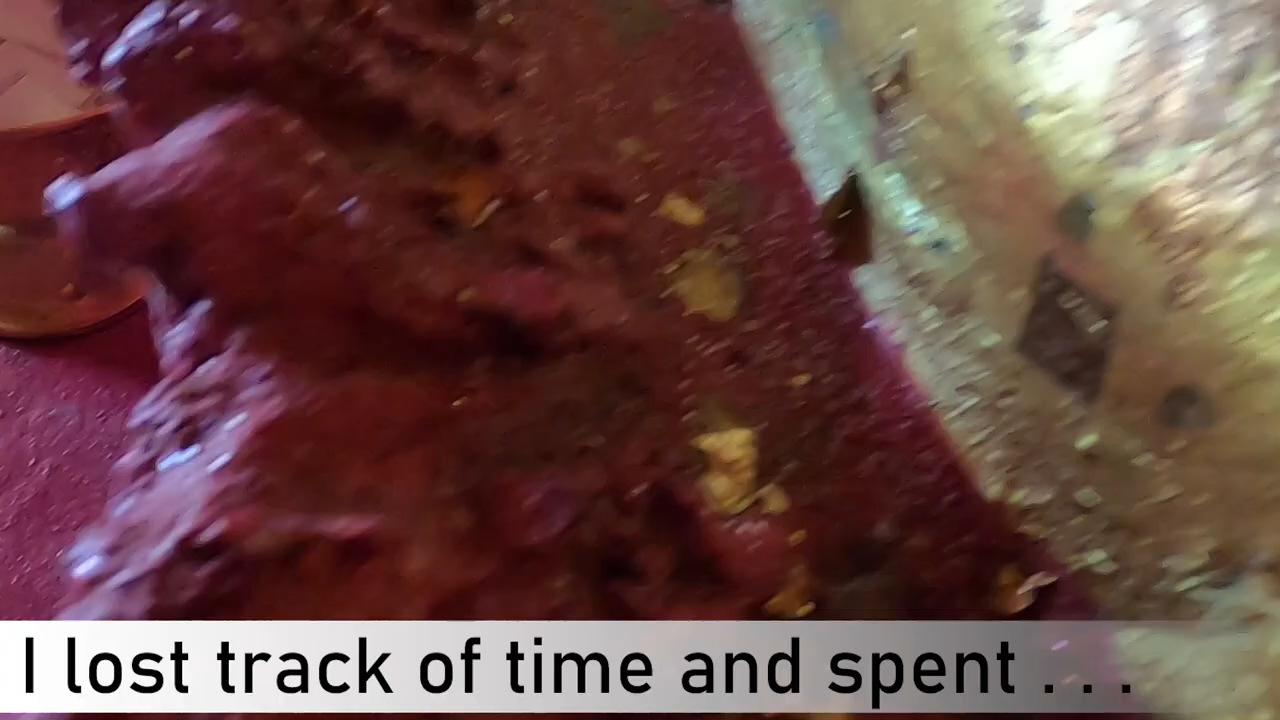 I lost track of time and spent . . .